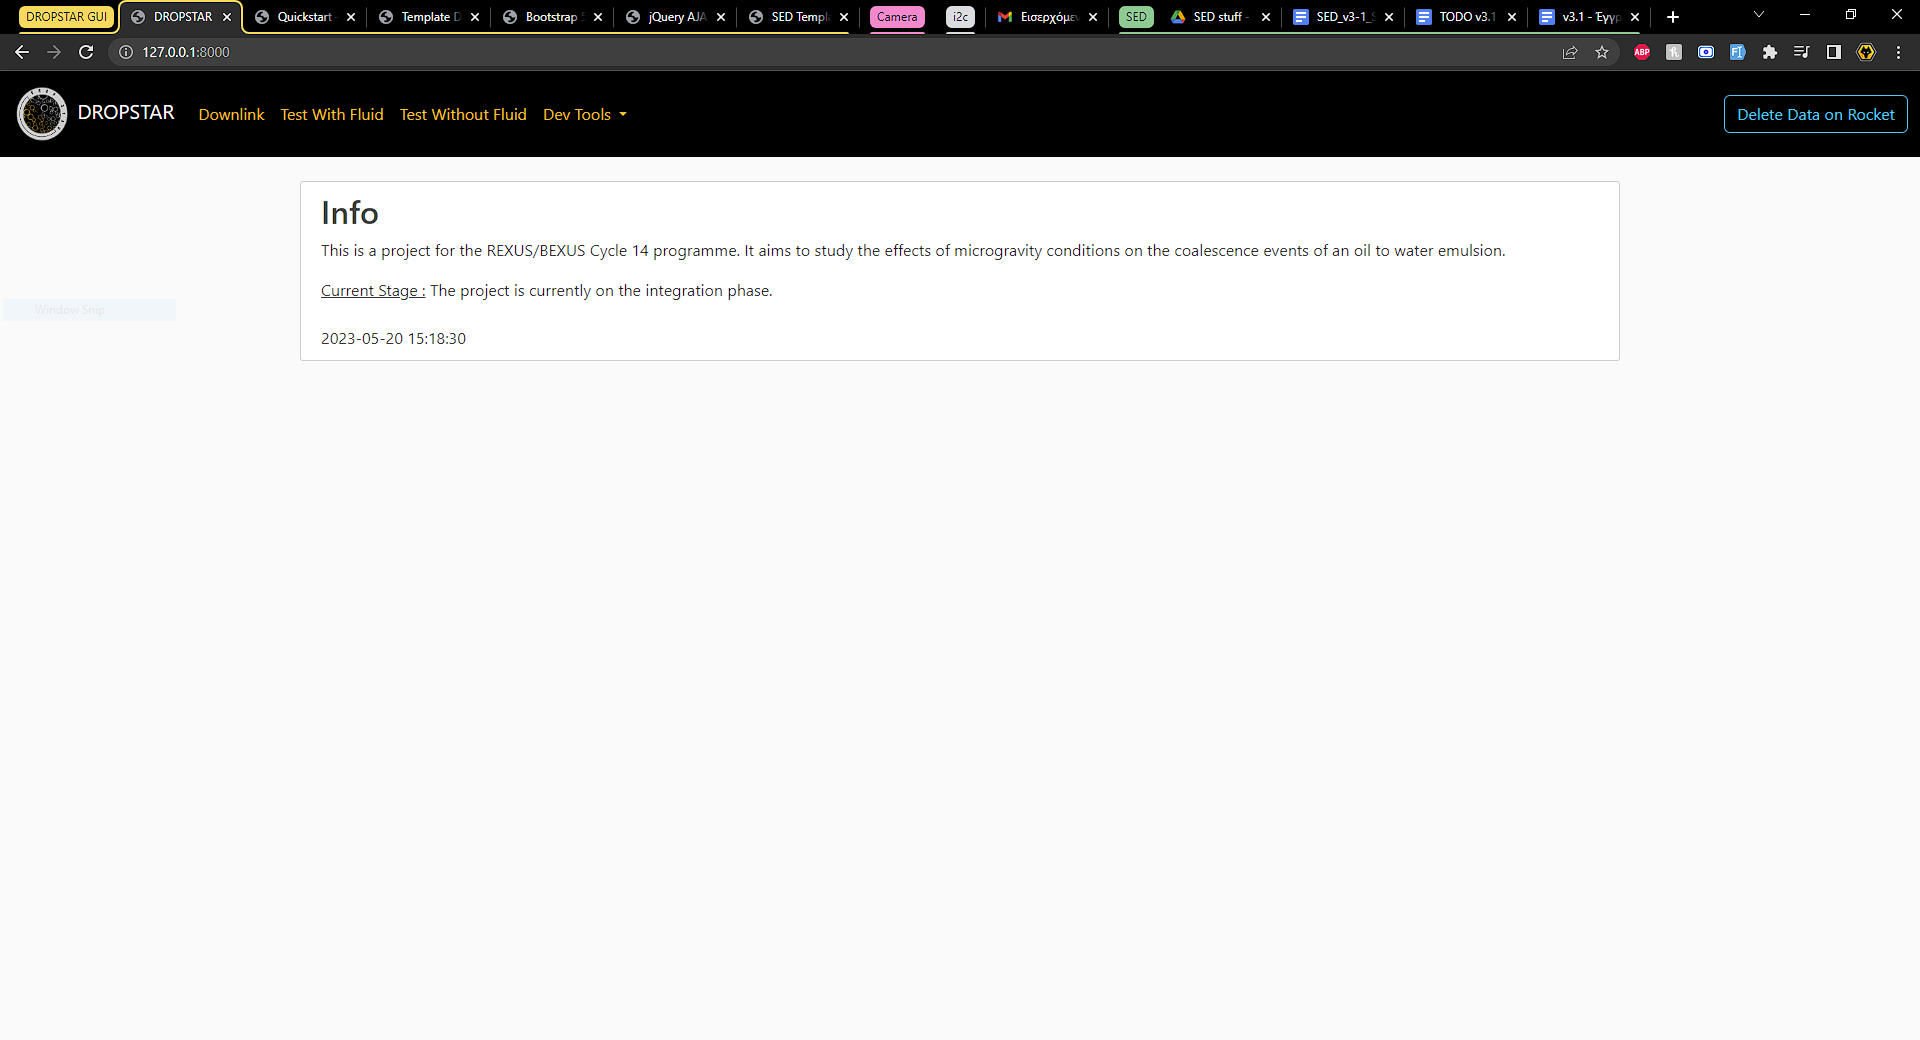 DROPSTAR GUI
DROPSTAR
Quickstart
Template D
Bootstrap 5
jQuery AJA
SED Templ
Camera
i2c
Εισερχόμε
SED
SED stuff -
SED_v3-1_S
TODO v3.1
v3.1 - Έγγρ
127.0.0.1:8000
ABP
DROPSTAR Downlink Test With Fluid Test Without Fluid Dev Tools Delete Data on Rocket
Info
This is a project for the REXUS/BEXUS Cycle 14 programme. It aims to study the effects of microgravity conditions on the coalescence events of an oil to water emulsion.
Current Stage : The project is currently on the integration phase.
Window Snip
2023-05-20 15:18:30